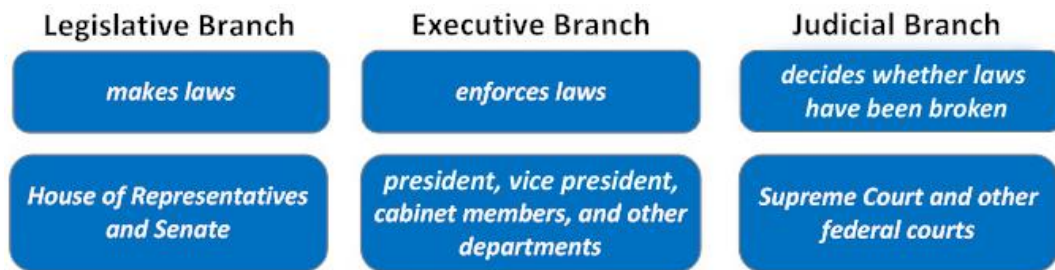 Legislative Branch
Executive Branch
Judicial Branch
makes laws
enforces laws
decides whether laws
have been broken
House of Representatives
and Senate
president, vice president,
cabinet members, and other
departments
Supreme Court and other
federal courts